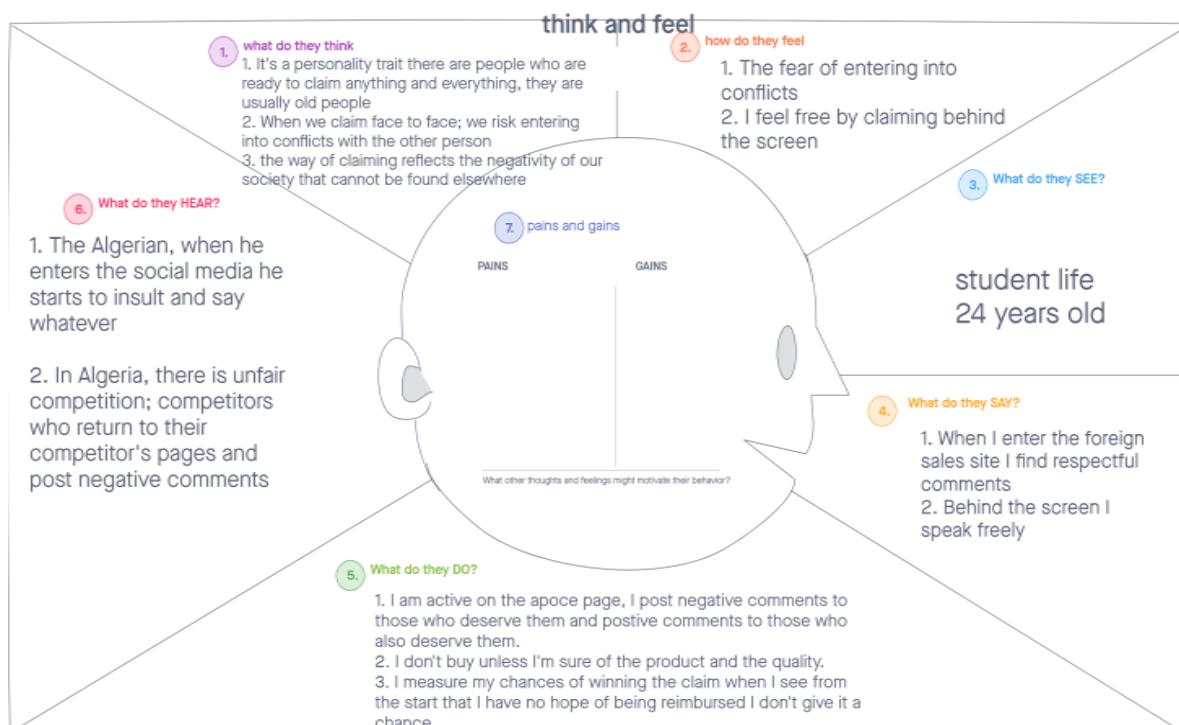 think and feel
1.
what do they think
1. It's a personality trait there are people who are
ready to claim anything and everything, they are
usually old people
2. When we claim face to face; we risk entering
into conflicts with the other person
3. the way of claiming reflects the negativity of our
society that cannot be found elsewhere
2.
how do they feel
1. The fear of entering into
conflicts
2. I feel free by claiming behind
the screen
3.
What do they SEE?
student life
24 years old
4.
What do they SAY?
1. When I enter the foreign
sales site I find respectful
comments
2. Behind the screen I
speak freely
5.
What do they DO?
1. I am active on the apoce page, I post negative comments to
those who deserve them and postive comments to those who
also deserve them.
2. I don't buy unless I'm sure of the product and the quality.
3. I measure my chances of winning the claim when I see from
the start that I have no hope of being reimbursed I don't give it a
chance
6.
What do they HEAR?
1. The Algerian, when he
enters the social media he
starts to insult and say
whatever
2. In Algeria, there is unfair
competition; competitors
who return to their
competitor's pages and
post negative comments
7.
pains and gains
PAINS
GAINS
What other thoughts and feelings might motivate their behavior?